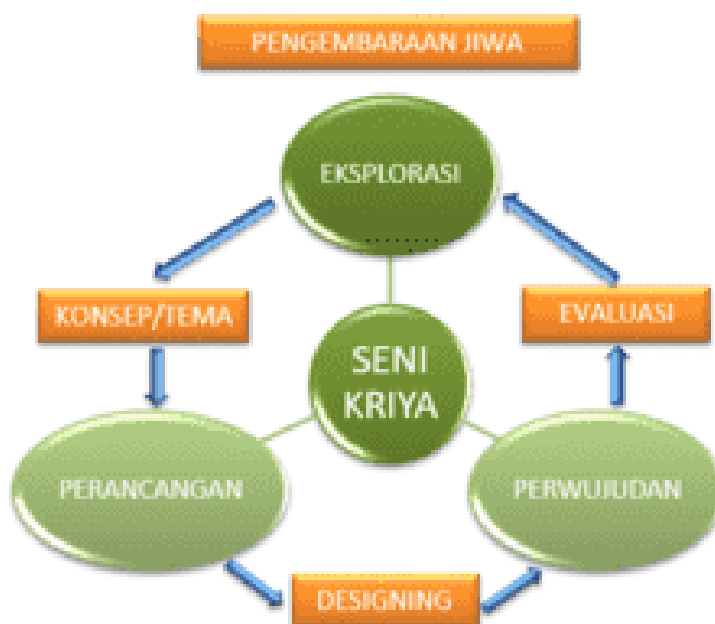 PENGEMBARAAN JIWA
EKSPLORASI
KONSEP/TEMA
EVALUASI
SENI
KRIYA
PERANCANGAN
PERWUJUDAN
DESIGNING